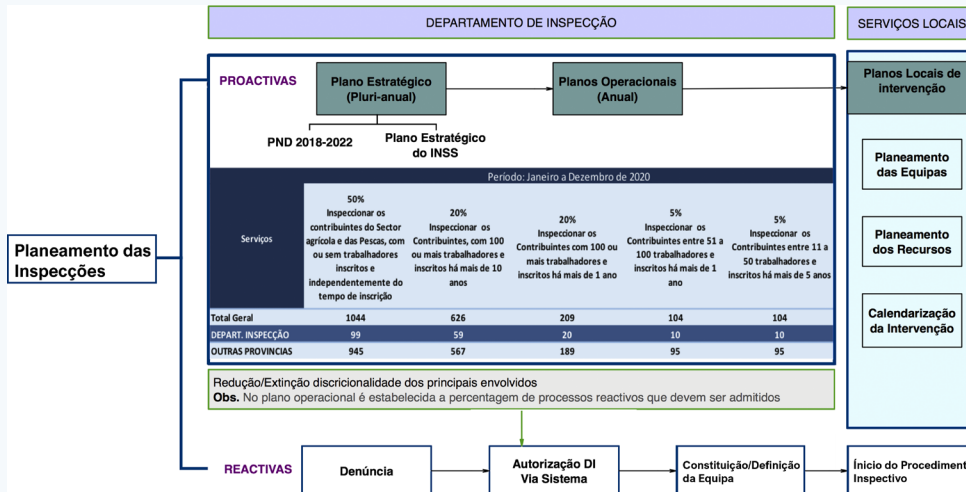 DEPARTAMENTO DE INSPECÇÃO
SERVIÇOS LOCAIS
PROACTIVAS
Plano Estratégico
(Pluri-anual)
Planos Operacionais
(Anual)
Planos Locais de
intervenção
PND 2018-2022
Plano Estratégico
do INSS
Planeamento
das Equipas
Planeamento
dos Recursos
Calendarização
da Intervenção
Planeamento das
Inspecções
Período: Janeiro a Dezembro de 2020
Serviços
50%
Inspeccionar os
contribuintes do Sector
agrícola e das Pescas, com
ou sem trabalhadores
inscritos e
independentemente do
tempo de inscrição
20%
Inspeccionar os
Contribuintes, com 100
ou mais trabalhadores e
inscritos há mais de 10
anos
20%
Inspeccionar os
Contribuintes com 100 ou
mais trabalhadores e
inscritos há mais de 1 ano
5%
Inspeccionar os
Contribuintes entre 51 a
100 trabalhadores e
inscritos há mais de 1
ano
5%
Inspeccionar os
Contribuintes entre 11 a
50 trabalhadores e
inscritos há mais de 5 anos
Total Geral 1044 626 209 104 104
DEPART. INSPECÇÃO 99 59 20 10 10
OUTRAS PROVINCIAS 945 567 189 95 95
Redução/Extinção discricionalidade dos principais envolvidos
Obs. No plano operacional é estabelecida a percentagem de processos reactivos que devem ser admitidos
REACTIVAS
Denúncia
Autorização DI
Via Sistema
Constituição/Definição
da Equipa
Ínicio do Procediment
Inspectivo